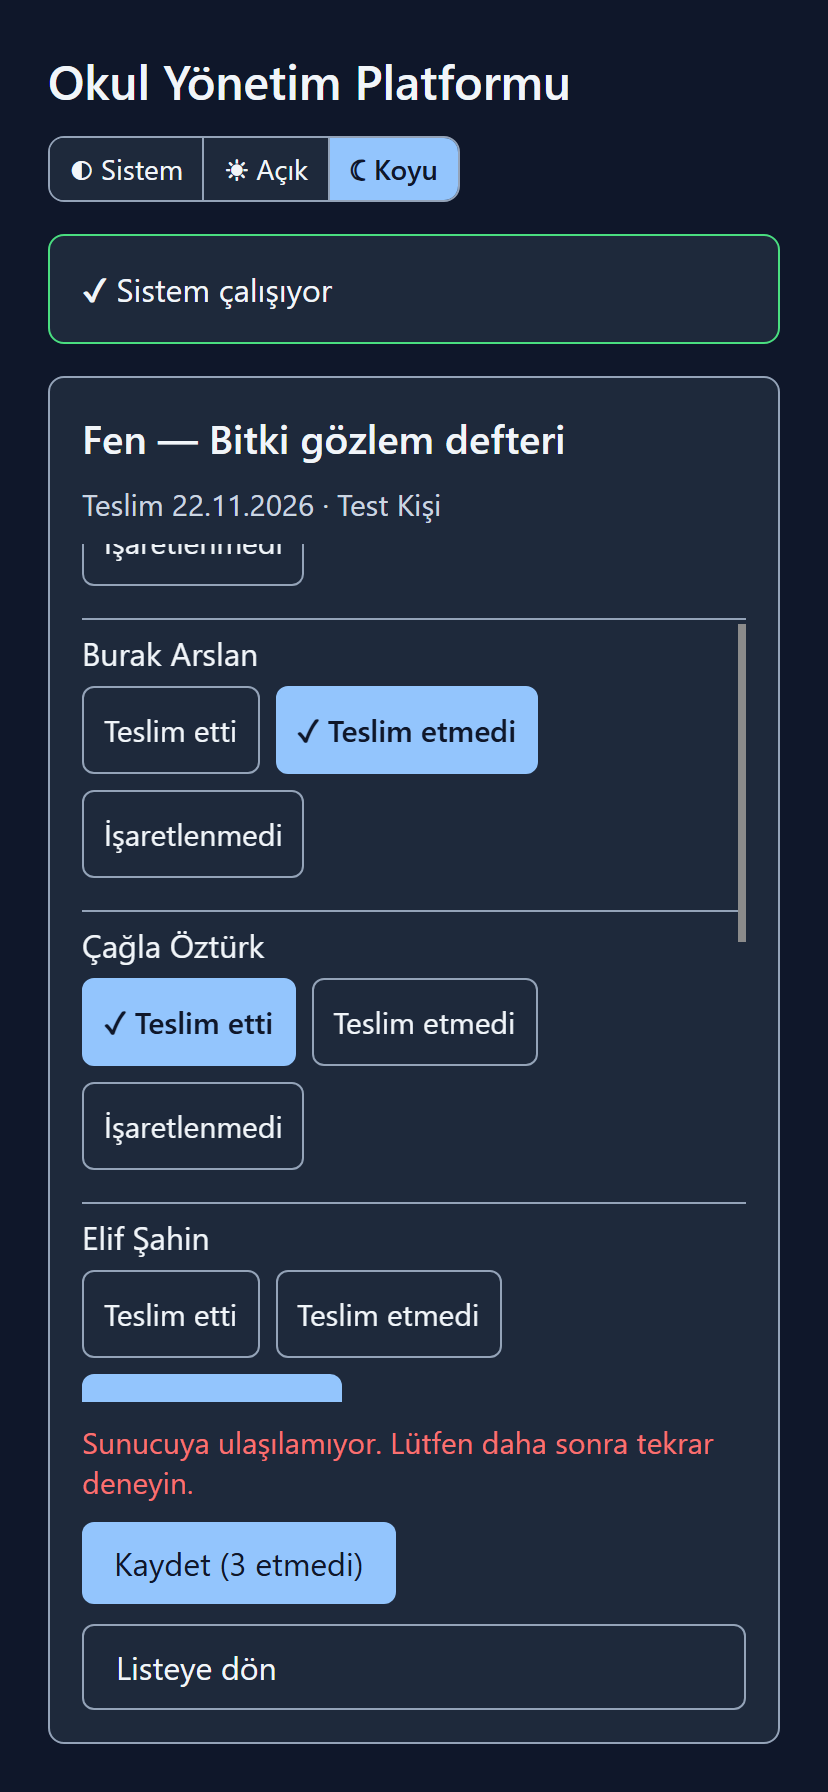 Okul Yönetim Platformu
◐ Sistem ☀ Açık ☾ Koyu
✓ Sistem çalışıyor
Fen — Bitki gözlem defteri
Teslim 22.11.2026 · Test Kişi
İşaretlenmedi
Burak Arslan
Teslim etti ✓ Teslim etmedi
İşaretlenmedi
Çağla Öztürk
✓ Teslim etti Teslim etmedi
İşaretlenmedi
Elif Şahin
Teslim etti Teslim etmedi
Sunucuya ulaşılamıyor. Lütfen daha sonra tekrar
deneyin.
Kaydet (3 etmedi)
Listeye dön